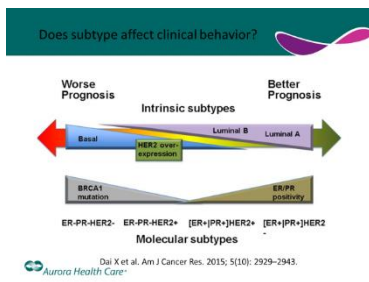 Does subtype affect clinical behavior?
Worse
Prognosis
Better
Prognosis
Intrinsic subtypes
Basal
HER2 over-
expression
Luminal B
Luminal A
BRCA1
mutation
ER/PR
positivity
ER-PR-HER2- ER-PR-HER2+ [ER+|PR+]HER2+ [ER+|PR+]HER2
-
Molecular subtypes
Dai X et al. Am J Cancer Res. 2015; 5(10): 2929–2943.
Aurora Health Care